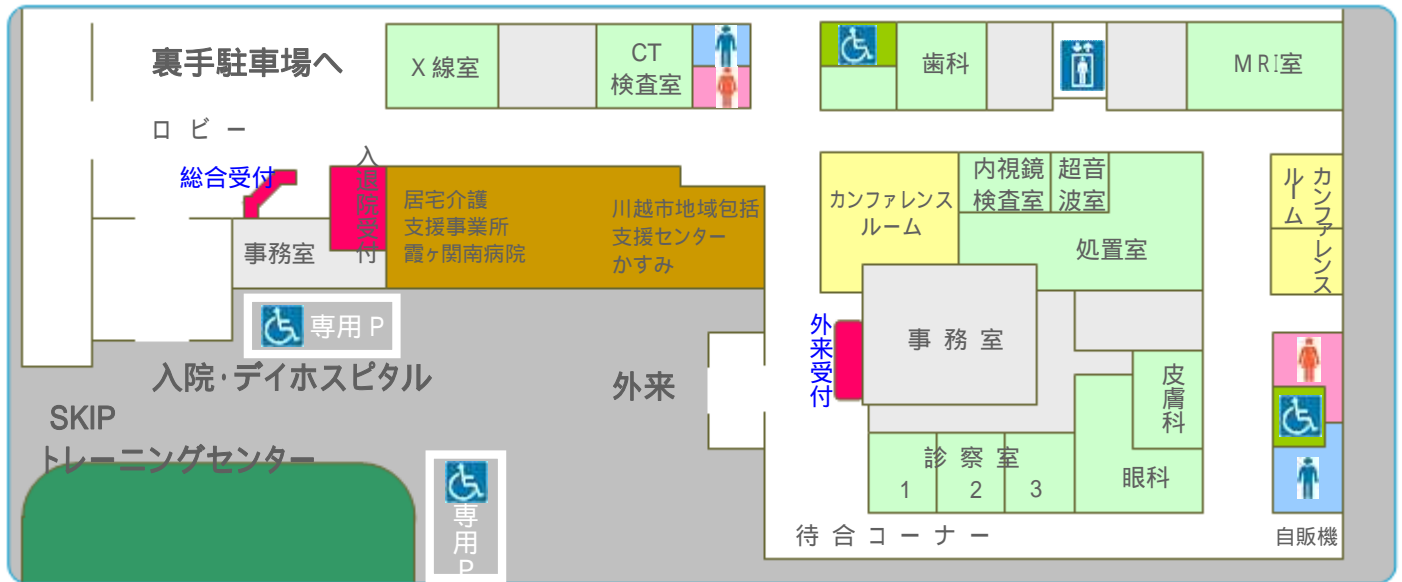 裏手駐車場へ
X 線室
CT
検査室
歯科
MRI室
ロ ビ ー
総合受付
入退院受付
事務室
居宅介護
支援事業所
霞ヶ関南病院
川越市地域包括
支援センター
かすみ
カンファレンス
ルーム
内視鏡
検査室
超音
波室
処置室
カンファレンス
ルーム
専用 P
入院・デイホスピタル
外来
外来受付
事 務 室
皮膚科
眼科
診 察 室
1
2
3
SKIP
トレーニングセンター
専用P
待 合 コ ー ナ ー
自販機